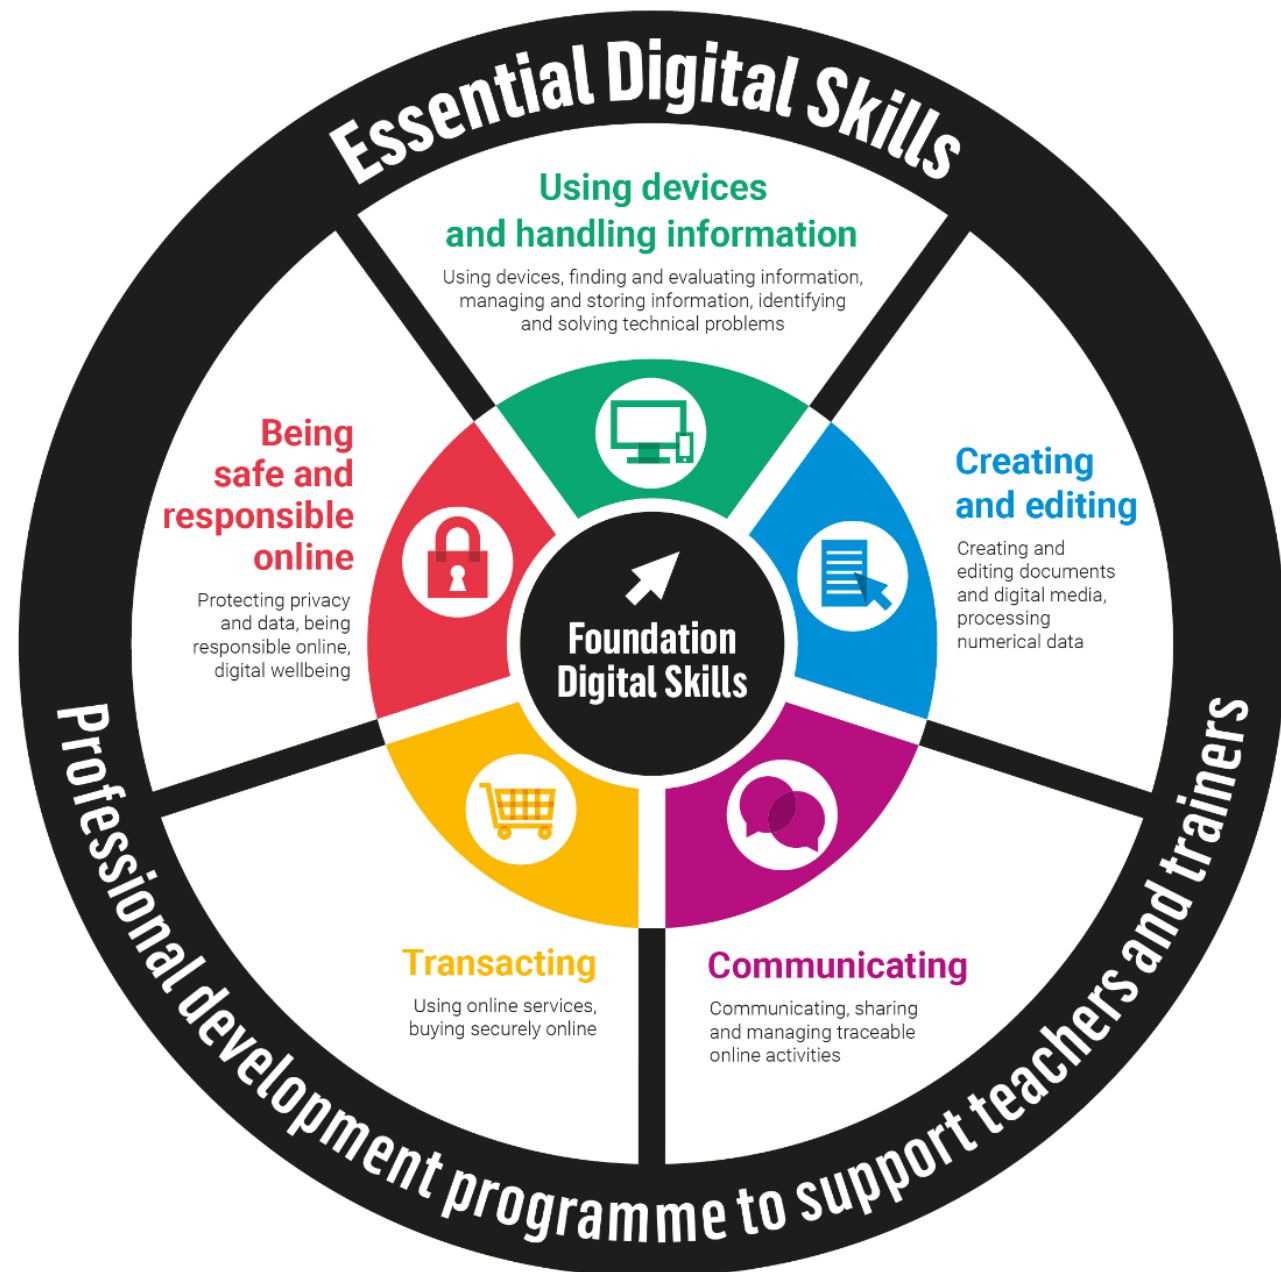 Essential Digital Skills
Using devices
and handling information
Using devices, finding and evaluating information,
managing and storing information, identifying
and solving technical problems
Creating
and editing
Creating and
editing documents
and digital media,
processing
numerical data
Communicating
Communicating, sharing
and managing traceable
online activities
Transacting
Using online services,
buying securely online
Being
safe and
responsible
online
Protecting privacy
and data, being
responsible online,
digital wellbeing
Foundation
Digital Skills
Professional development programme to support teachers and trainers